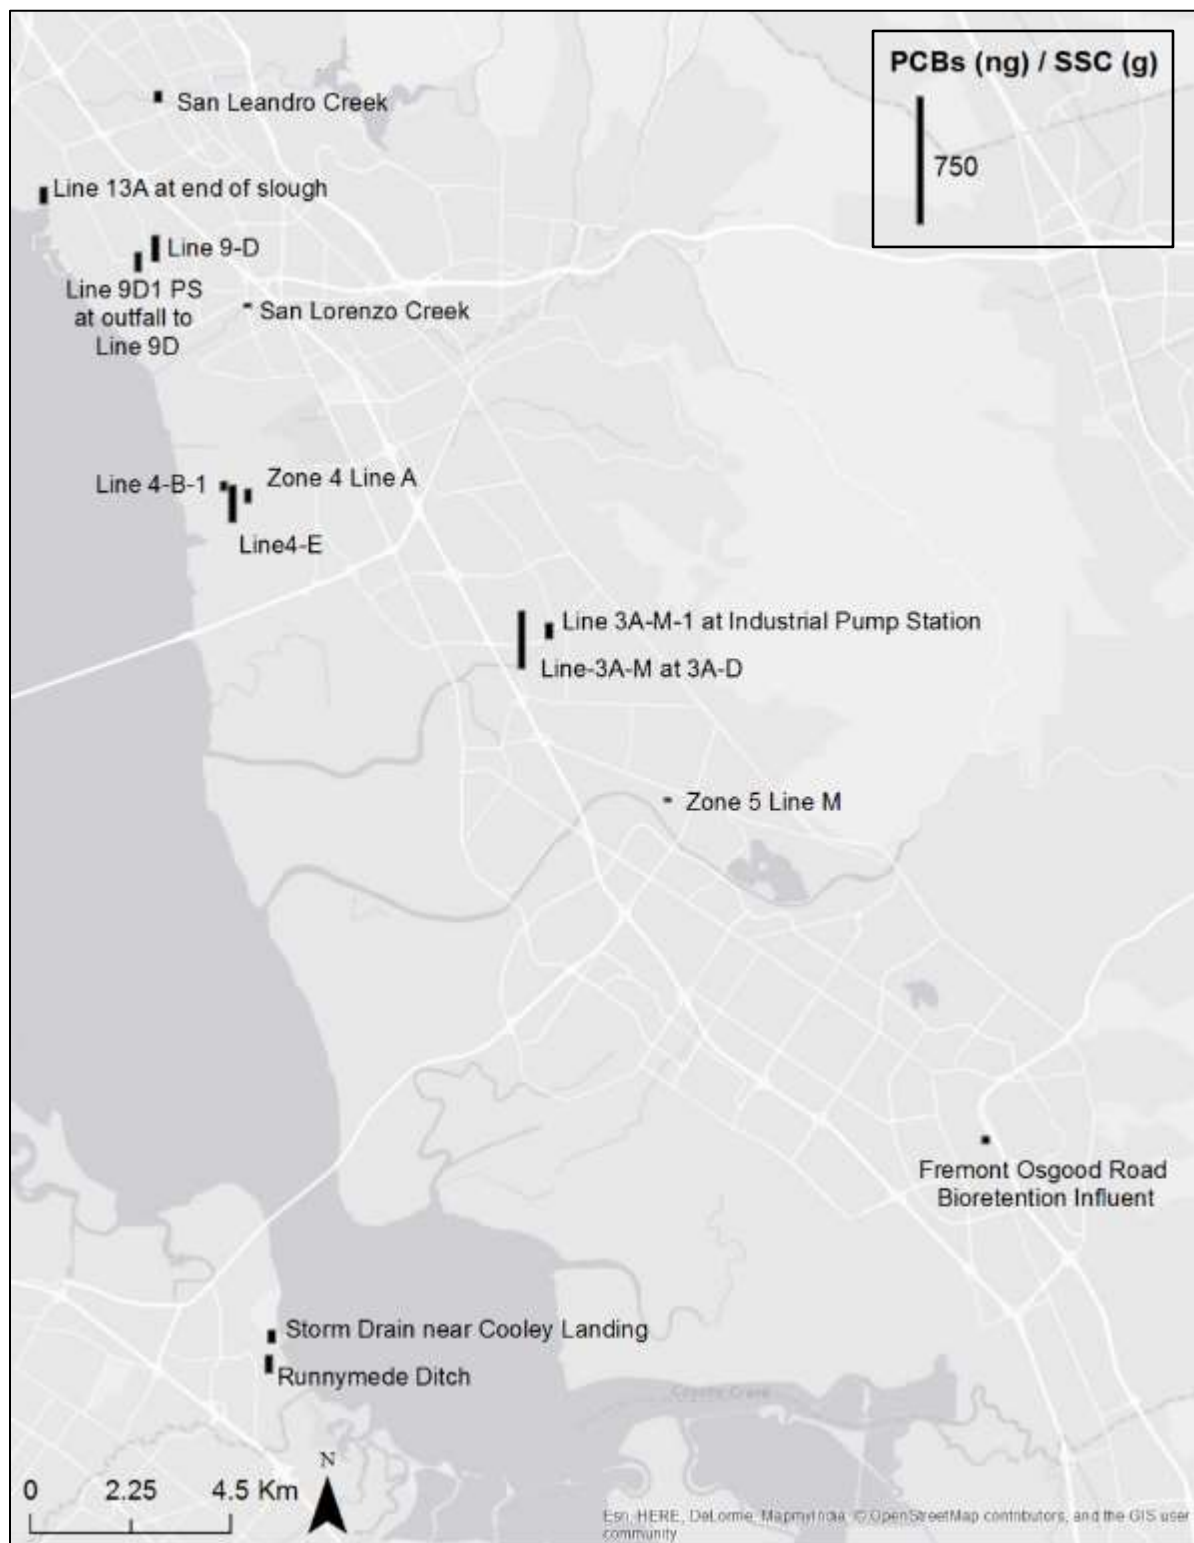 PCBs (ng) / SSC (g)
750
San Leandro Creek
Line 13A at end of slough
Line 9-D
Line 9D1 PS
at outfall to
Line 9D
San Lorenzo Creek
Line 4-B-1
Zone 4 Line A
Line4-E
Line 3A-M-1 at Industrial Pump Station
Line-3A-M at 3A-D
Zone 5 Line M
Fremont Osgood Road
Bioretention Influent
Storm Drain near Cooley Landing
Runnymede Ditch
Coyote Creek
N
0 2.25 4.5 Km
Esri, HERE, DeLorme, MapmyIndia, © OpenStreetMap contributors, and the GIS user
community